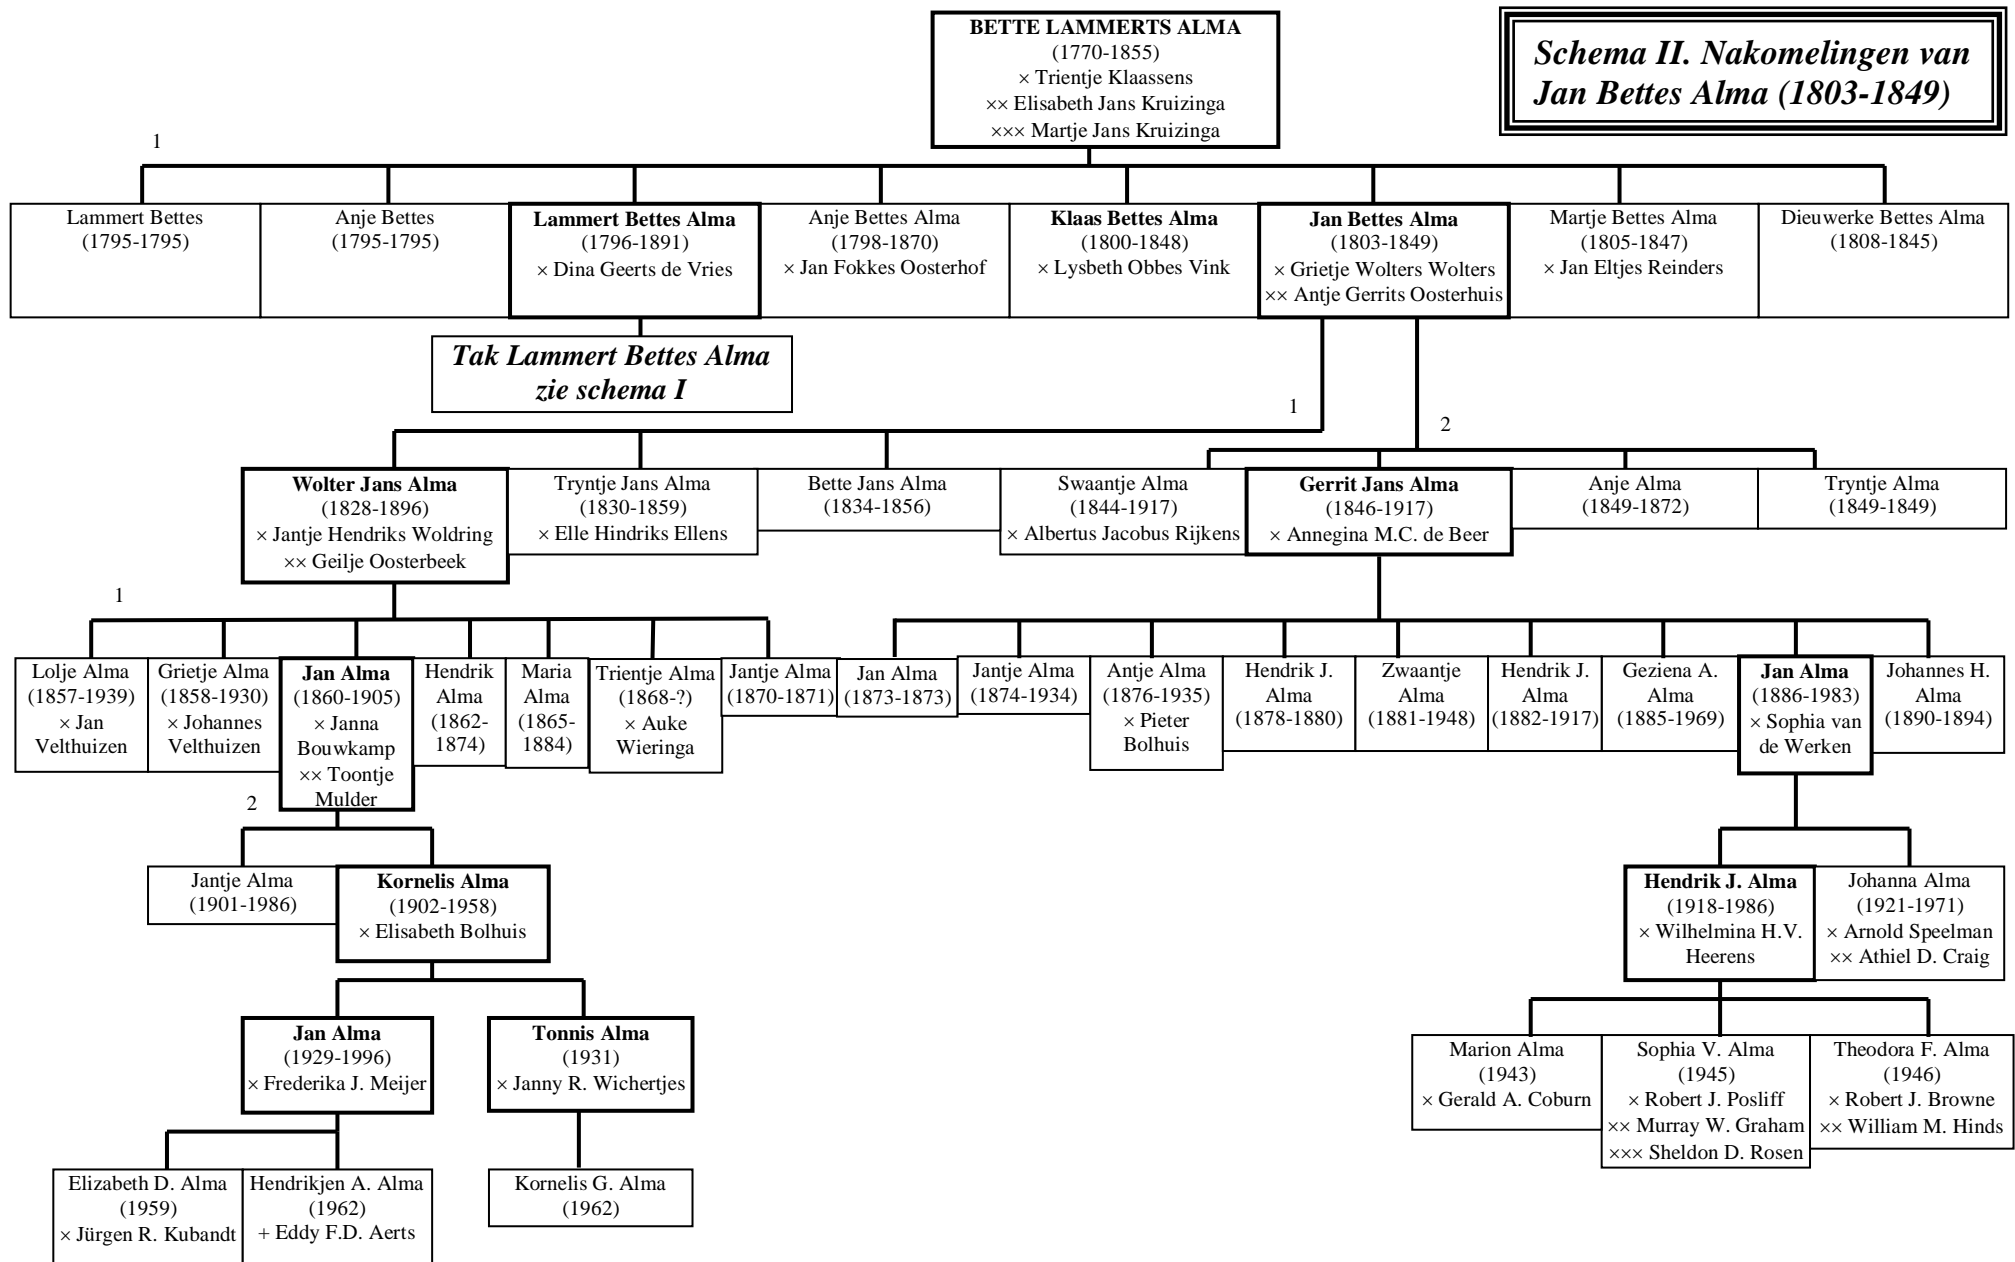 BETTE LAMMERTS ALMA
(1770-1855)
× Trientje Klaassens
×× Elisabeth Jans Kruizinga
××× Martje Jans Kruizinga
Schema II. Nakomelingen van
Jan Bettes Alma (1803-1849)
1
Lammert Bettes
(1795-1795)
Anje Bettes
(1795-1795)
Lammert Bettes Alma
(1796-1891)
× Dina Geerts de Vries
Anje Bettes Alma
(1798-1870)
× Jan Fokkes Oosterhof
Klaas Bettes Alma
(1800-1848)
× Lysbeth Obbes Vink
Jan Bettes Alma
(1803-1849)
× Grietje Wolters Wolters
×× Antje Gerrits Oosterhuis
Martje Bettes Alma
(1805-1847)
× Jan Eltjes Reinders
Dieuwerke Bettes Alma
(1808-1845)
Tak Lammert Bettes Alma
zie schema I
1
2
Wolter Jans Alma
(1828-1896)
× Jantje Hendriks Woldring
×× Geilje Oosterbeek
Tryntje Jans Alma
(1830-1859)
× Elle Hindriks Ellens
Bette Jans Alma
(1834-1856)
Swaantje Alma
(1844-1917)
× Albertus Jacobus Rijkens
Gerrit Jans Alma
(1846-1917)
× Annegina M.C. de Beer
Anje Alma
(1849-1872)
Tryntje Alma
(1849-1849)
1
Lolje Alma
(1857-1939)
× Jan
Velthuizen
Grietje Alma
(1858-1930)
× Johannes
Velthuizen
Jan Alma
(1860-1905)
× Janna
Bouwkamp
×× Toontje
Mulder
Hendrik
Alma
(1862-
1874)
Maria
Alma
(1865-
1884)
Trientje Alma
(1868-?)
× Auke
Wieringa
Jantje Alma
(1870-1871)
Jan Alma
(1873-1873)
Jantje Alma
(1874-1934)
Antje Alma
(1876-1935)
× Pieter
Bolhuis
Hendrik J.
Alma
(1878-1880)
Zwaantje
Alma
(1881-1948)
Hendrik J.
Alma
(1882-1917)
Geziena A.
Alma
(1885-1969)
Jan Alma
(1886-1983)
× Sophia van
de Werken
Johannes H.
Alma
(1890-1894)
2
Jantje Alma
(1901-1986)
Kornelis Alma
(1902-1958)
× Elisabeth Bolhuis
Hendrik J. Alma
(1918-1986)
× Wilhelmina H.V.
Heerens
Johanna Alma
(1921-1971)
× Arnold Speelman
×× Athiel D. Craig
Jan Alma
(1929-1996)
× Frederika J. Meijer
Tonnis Alma
(1931)
× Janny R. Wichertjes
Marion Alma
(1943)
× Gerald A. Coburn
Sophia V. Alma
(1945)
× Robert J. Posliff
×× Murray W. Graham
××× Sheldon D. Rosen
Theodora F. Alma
(1946)
× Robert J. Browne
×× William M. Hinds
Elizabeth D. Alma
(1959)
× Jürgen R. Kubandt
Hendrikjen A. Alma
(1962)
+ Eddy F.D. Aerts
Kornelis G. Alma
(1962)